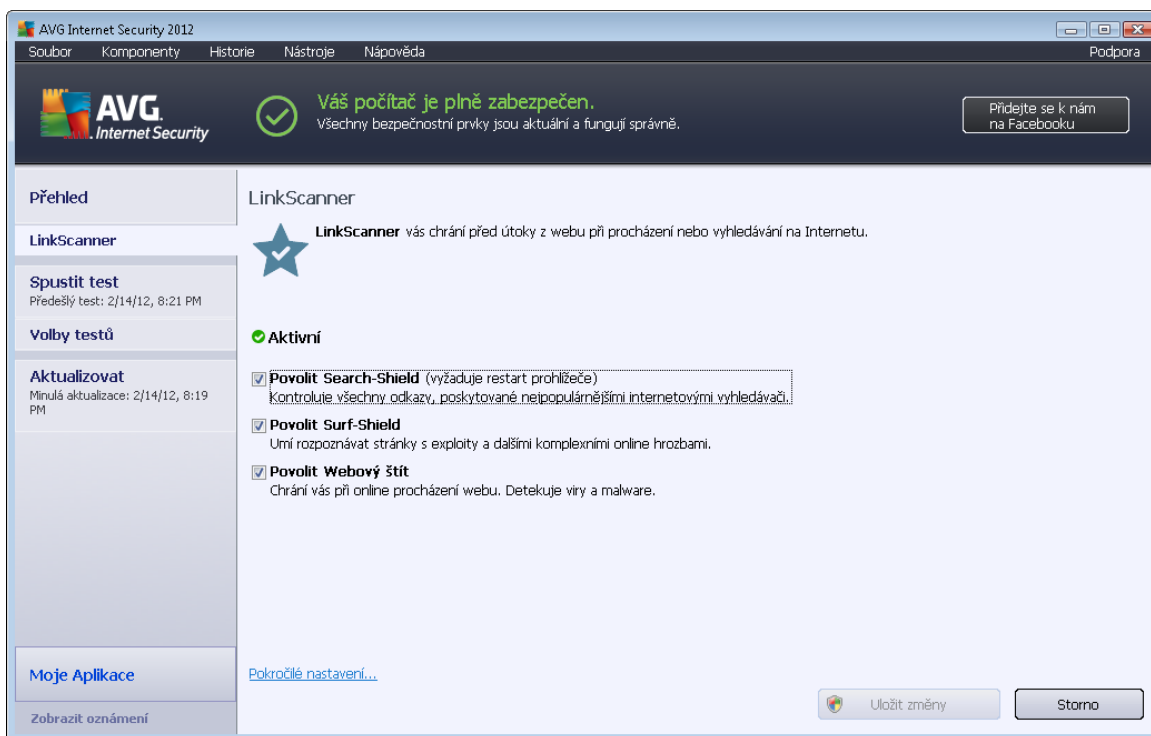 AVG Internet Security 2012
Soubor Komponenty Historie Nástroje Nápověda Podpora
AVG.
Internet Security
Váš počítač je plně zabezpečen.
Všechny bezpečnostní prvky jsou aktuální a fungují správně.
Přidejte se k nám
na Facebooku
Přehled
LinkScanner
Spustit test
Předešlý test: 2/14/12, 8:21 PM
Volby testů
Aktualizovat
Minulá aktualizace: 2/14/12, 8:19
PM
Moje Aplikace
Zobrazit oznámení
LinkScanner
LinkScanner vás chrání před útoky z webu při procházení nebo vyhledávání na Internetu.
Aktivní
Povolit Search-Shield (vyžaduje restart prohlížeče)
Kontroluje všechny odkazy, poskytované nejpopulárnějšími internetovými vyhledávači.
Povolit Surf-Shield
Umí rozpoznávat stránky s exploity a dalšími komplexními online hrozbami.
Povolit Webový štít
Chrání vás při online procházení webu. Detekuje viry a malware.
Pokročilé nastavení...
Uložit změny
Storno